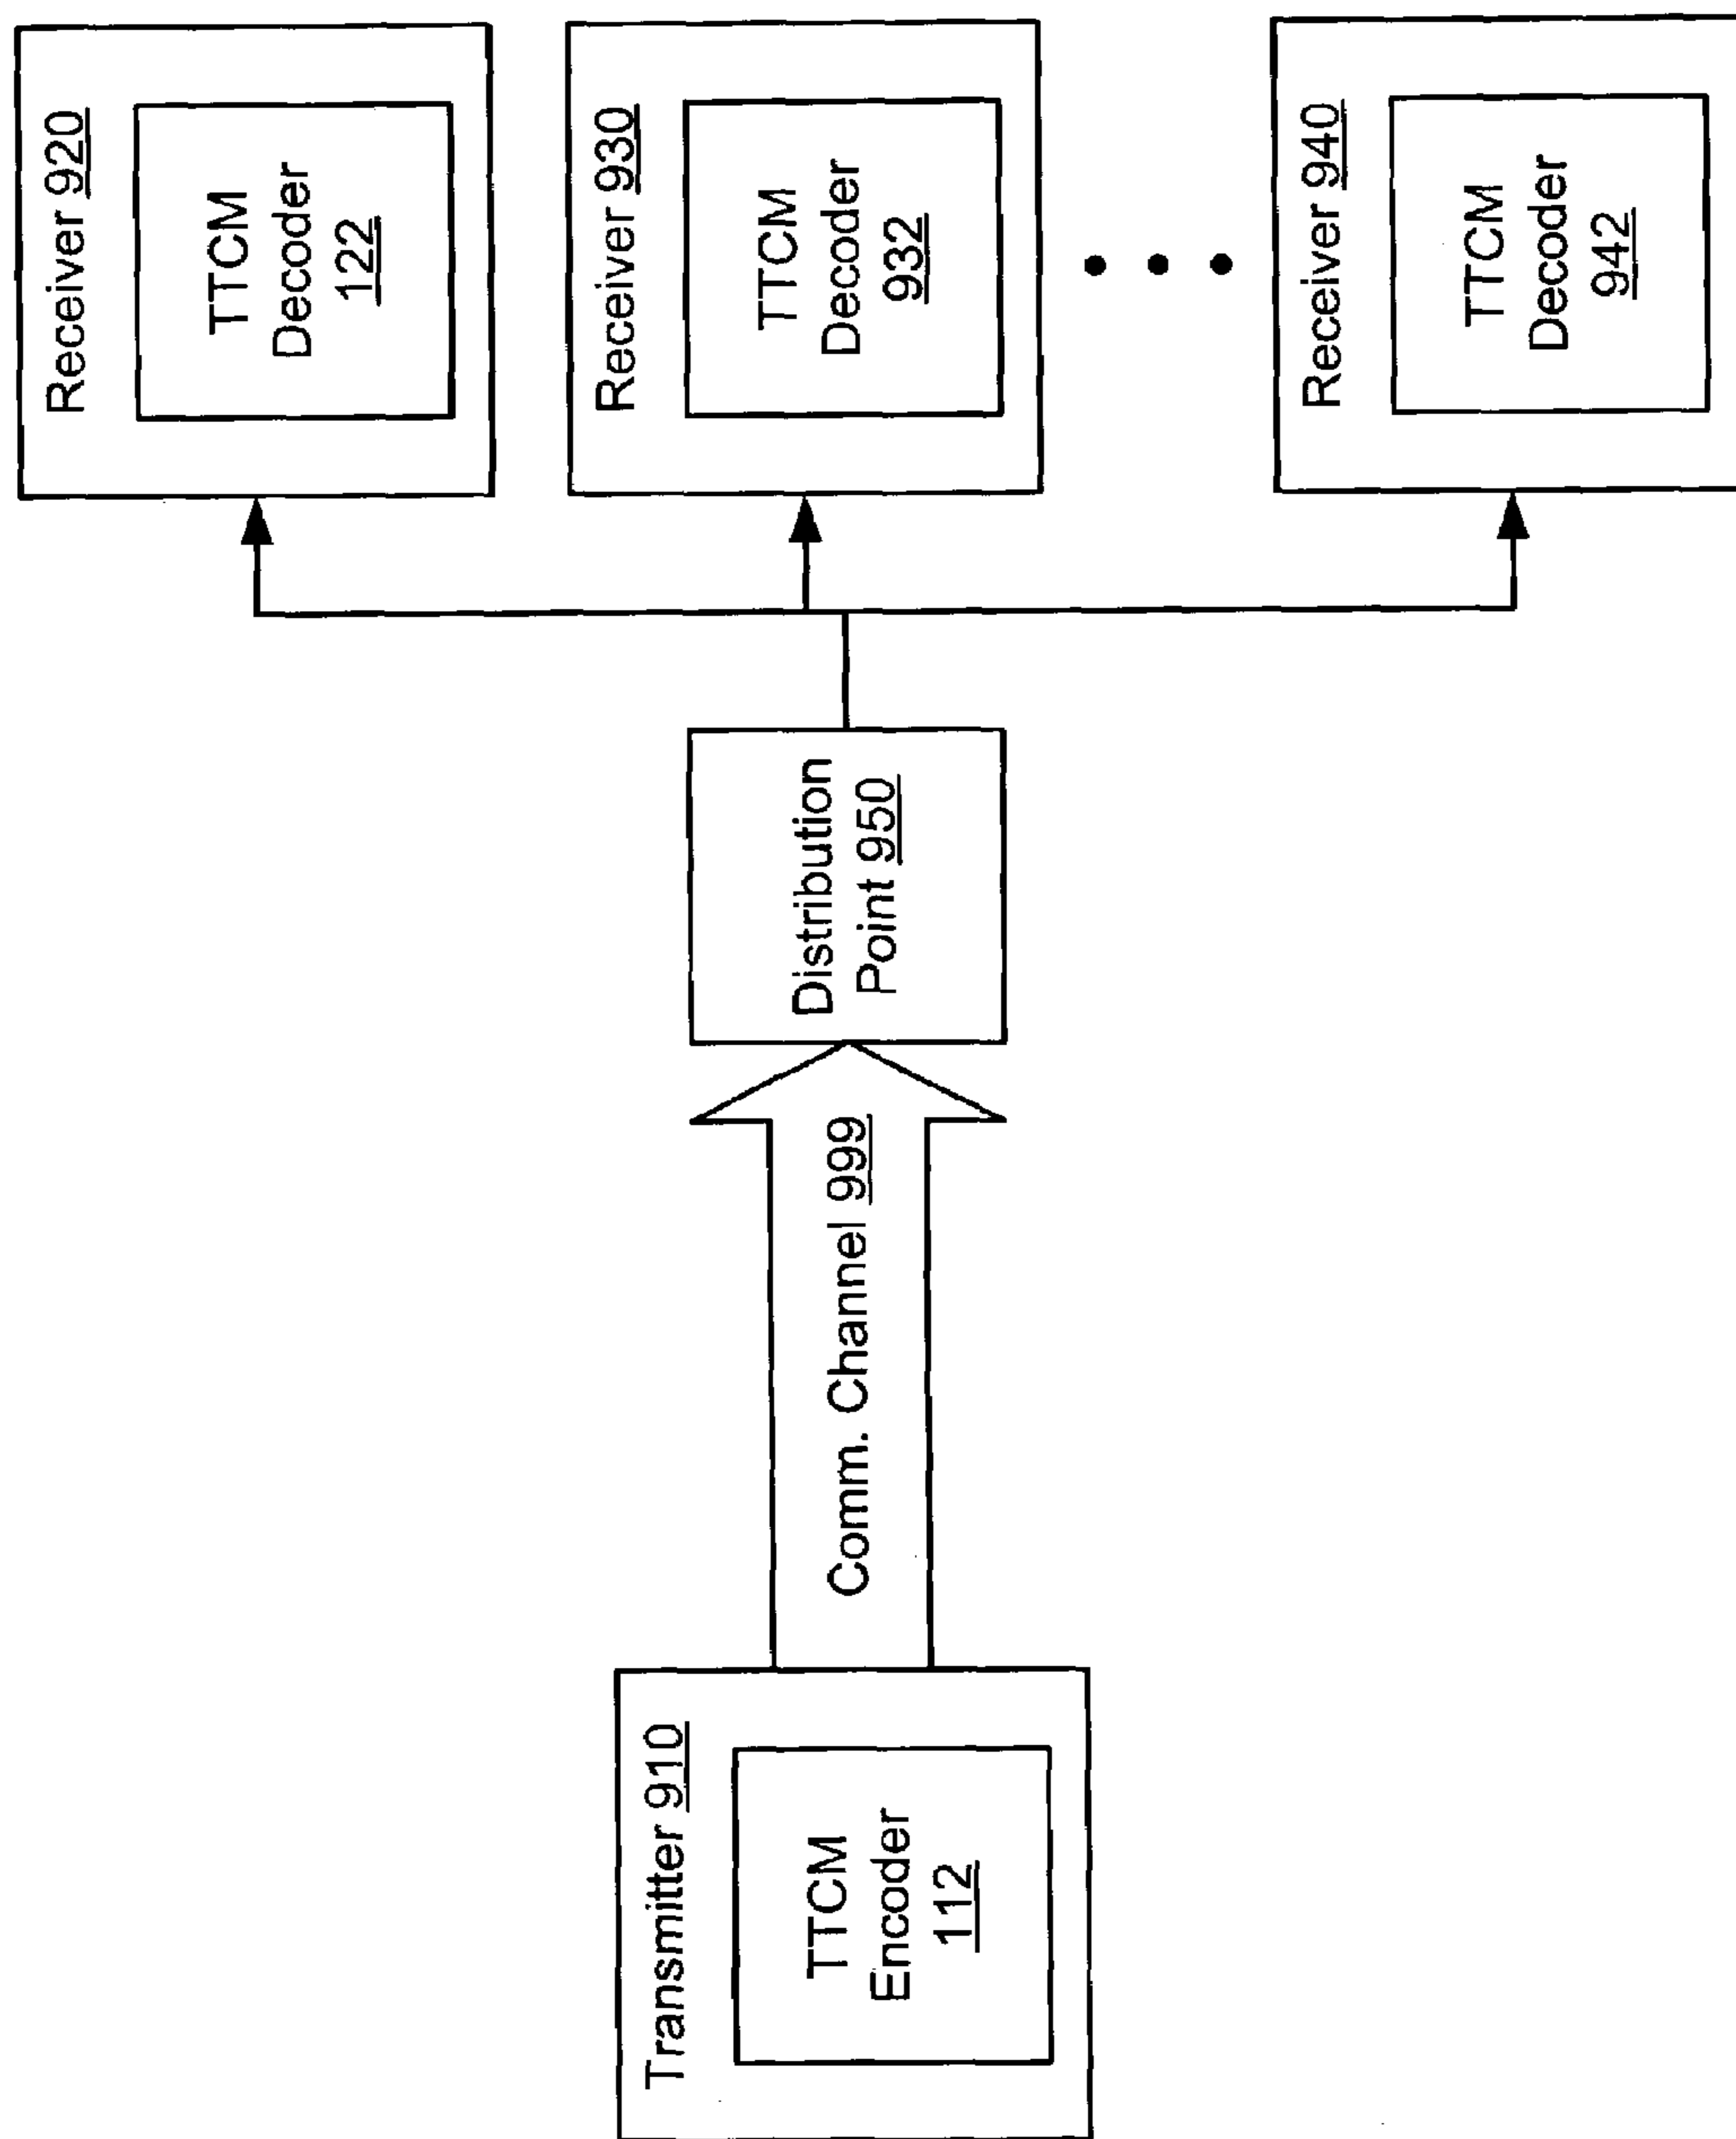 Transmitter 910
TTCM
Encoder
112
Comm. Channel 999
Distribution
Point 950
Receiver 920
TTCM
Decoder
122
Receiver 930
TTCM
Decoder
932
Receiver 940
TTCM
Decoder
942